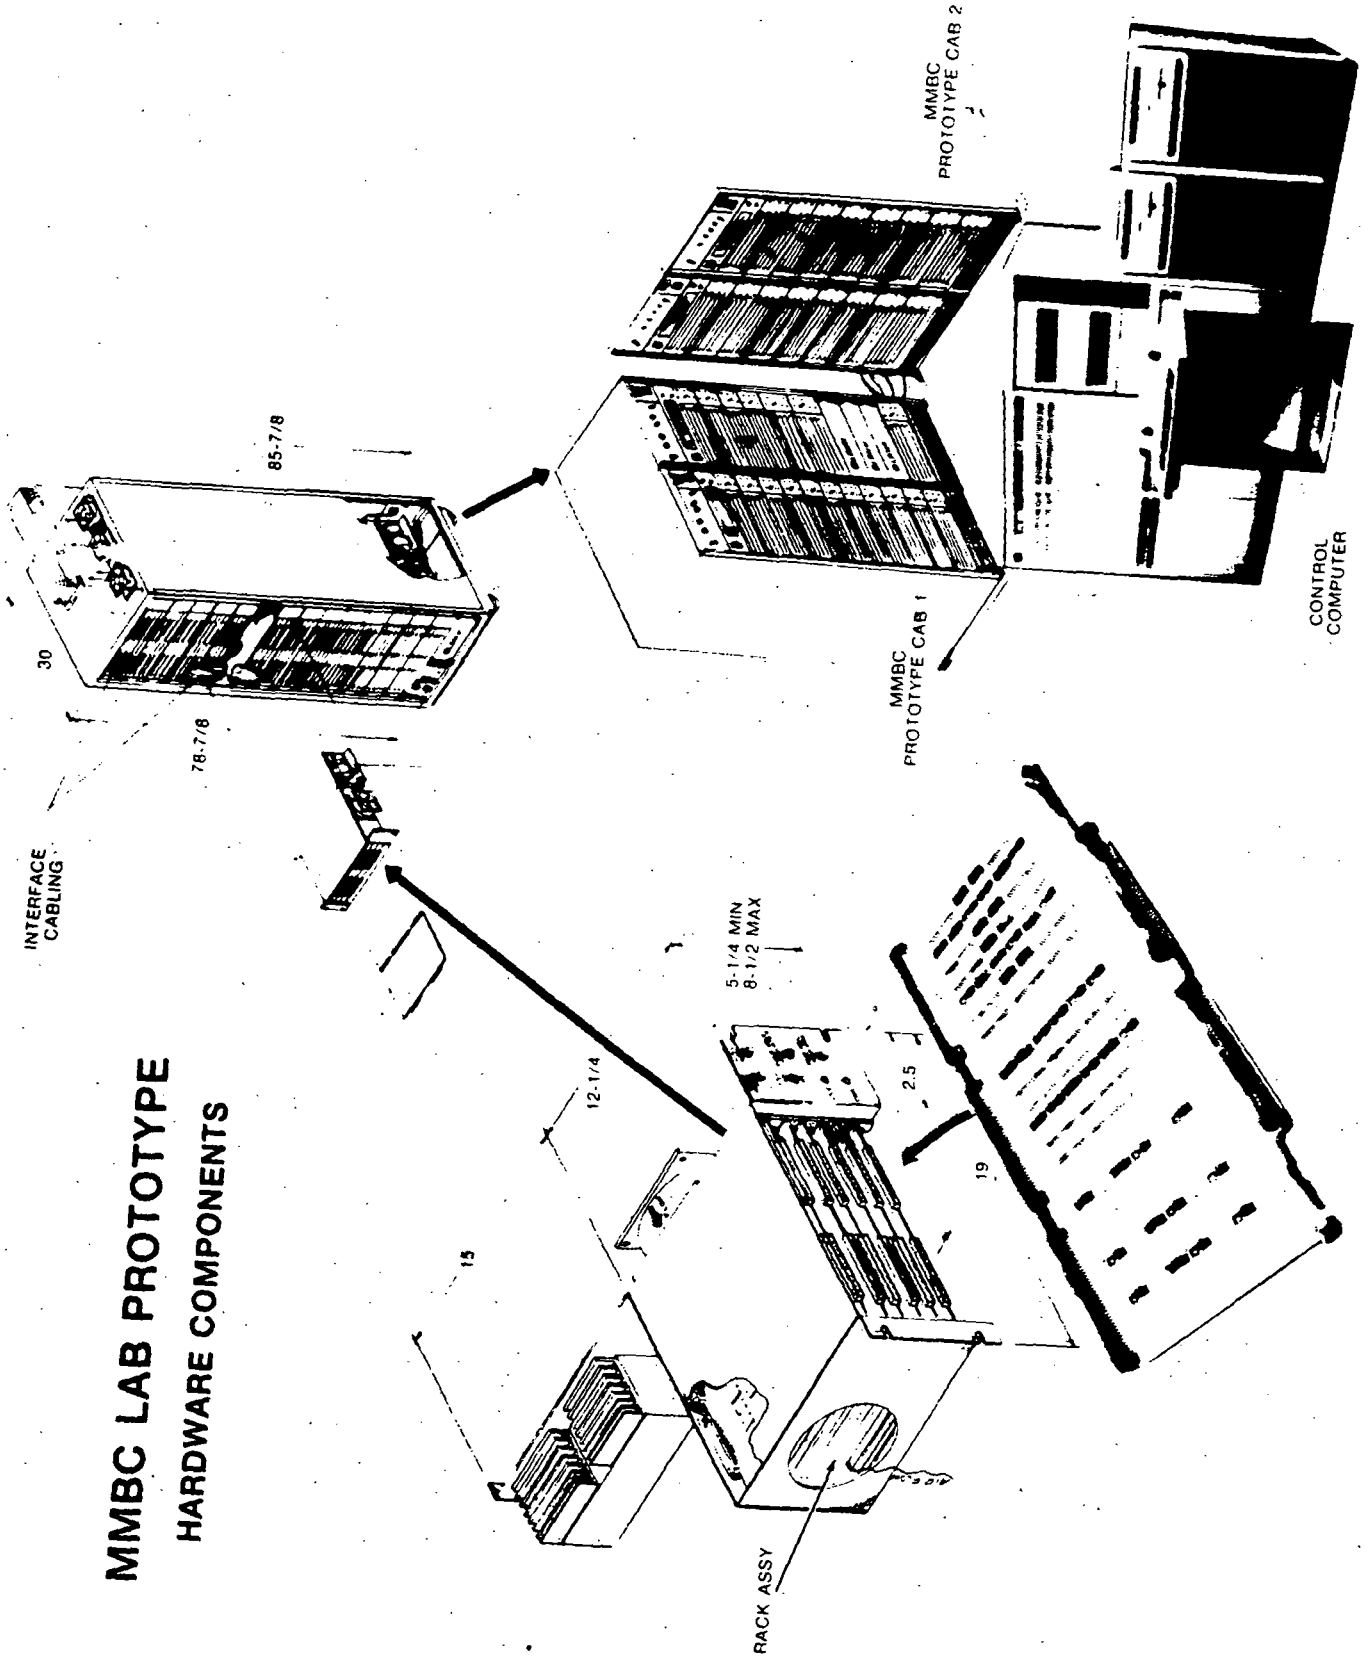 MMBC LAB PROTOTYPE
HARDWARE COMPONENTS
INTERFACE
CABLING
30
78-7/8
85-7/8
15
12-1/4
5-1/4 MIN
8-1/2 MAX
2.5
19
RACK ASSY
MMBC
PROTOTYPE CAB 1
MMBC
PROTOTYPE CAB 2
CONTROL
COMPUTER